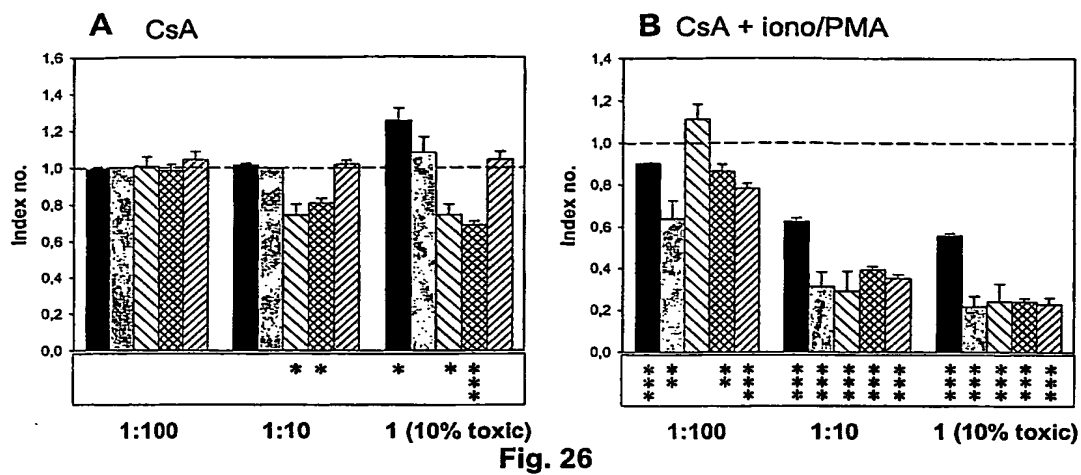 A CsA
Index no.
1,6
1,4
1,2
1,0
0,8
0,6
0,4
0,2
0,0
* * * * ***
1:100 1:10 1 (10% toxic)
B CsA + iono/PMA
Index no.
1,4
1,2
1,0
0,8
0,6
0,4
0,2
0,0
*** ** ** *** *** *** *** *** *** *** *** *** *** ***
1:100 1:10 1 (10% toxic)
Fig. 26